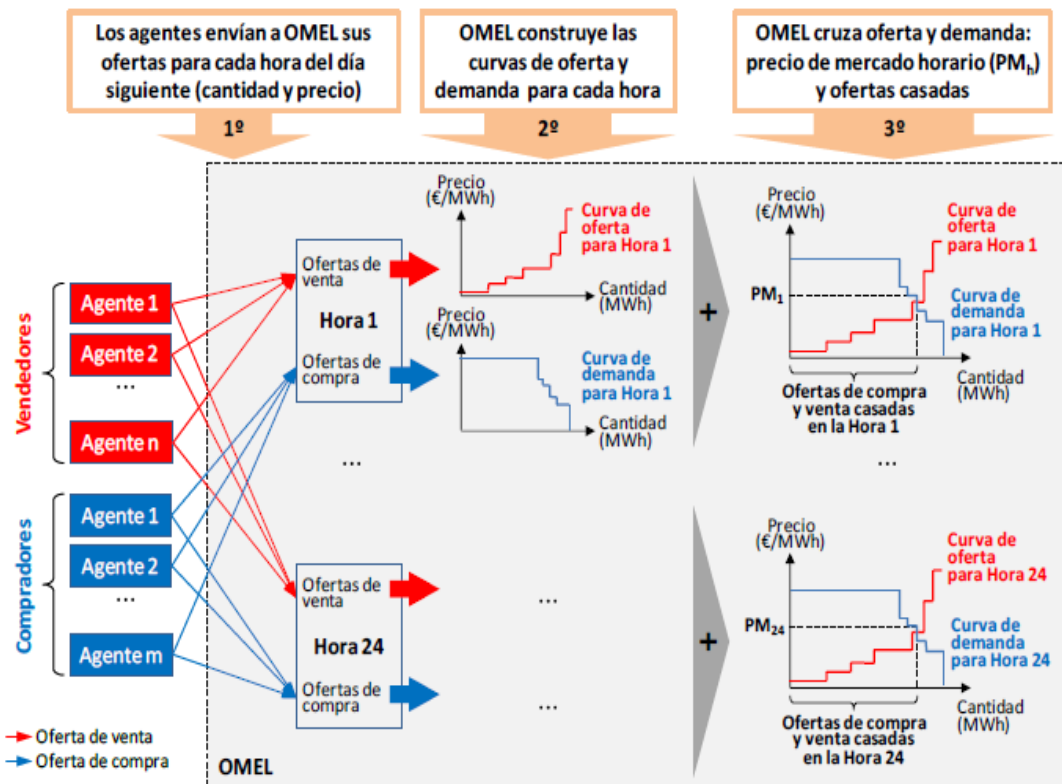 Los agentes envían a OMEL sus
ofertas para cada hora del día
siguiente (cantidad y precio)
1º
OMEL construye las
curvas de oferta y
demanda para cada hora
2º
OMEL cruza oferta y demanda:
precio de mercado horario (PMh)
y ofertas casadas
3º
Vendedores
Agente 1
Agente 2
...
Agente n
Compradores
Agente 1
Agente 2
...
Agente m
Oferta de venta
Oferta de compra
OMEL
Ofertas de
venta
Hora 1
Ofertas de
compra
...
Ofertas de
venta
Hora 24
Ofertas de
compra
Precio
(€/MWh)
Curva de
oferta
para Hora 1
Cantidad
(MWh)
Precio
(€/MWh)
Curva de
demanda
para Hora 1
Cantidad
(MWh)
...
...
+
+
Precio
(€/MWh)
Curva de
oferta
para Hora 1
PM1
Curva de
demanda
para Hora 1
Cantidad
(MWh)
Ofertas de compra
y venta casadas
en la Hora 1
...
Precio
(€/MWh)
Curva de
oferta
para Hora 24
PM24
Curva de
demanda
para Hora 24
Cantidad
(MWh)
Ofertas de compra
y venta casadas
en la Hora 24